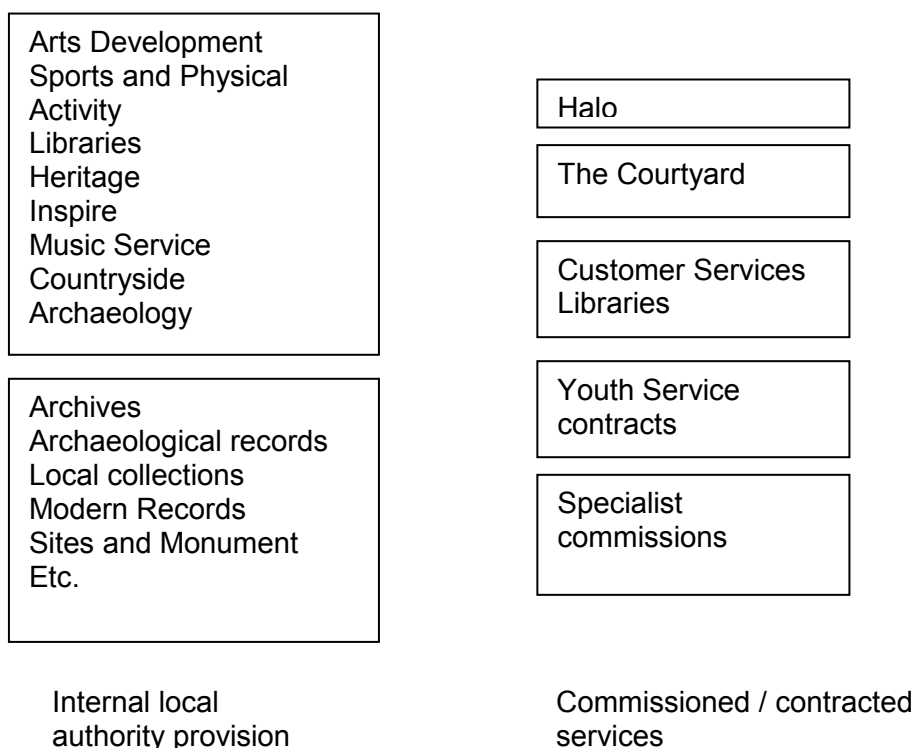 Arts Development
Sports and Physical
Activity
Libraries
Heritage
Inspire
Music Service
Countryside
Archaeology
Archives
Archaeological records
Local collections
Modern Records
Sites and Monument
Etc.
Internal local
authority provision
Halo
The Courtyard
Customer Services
Libraries
Youth Service
contracts
Specialist
commissions
Commissioned / contracted
services